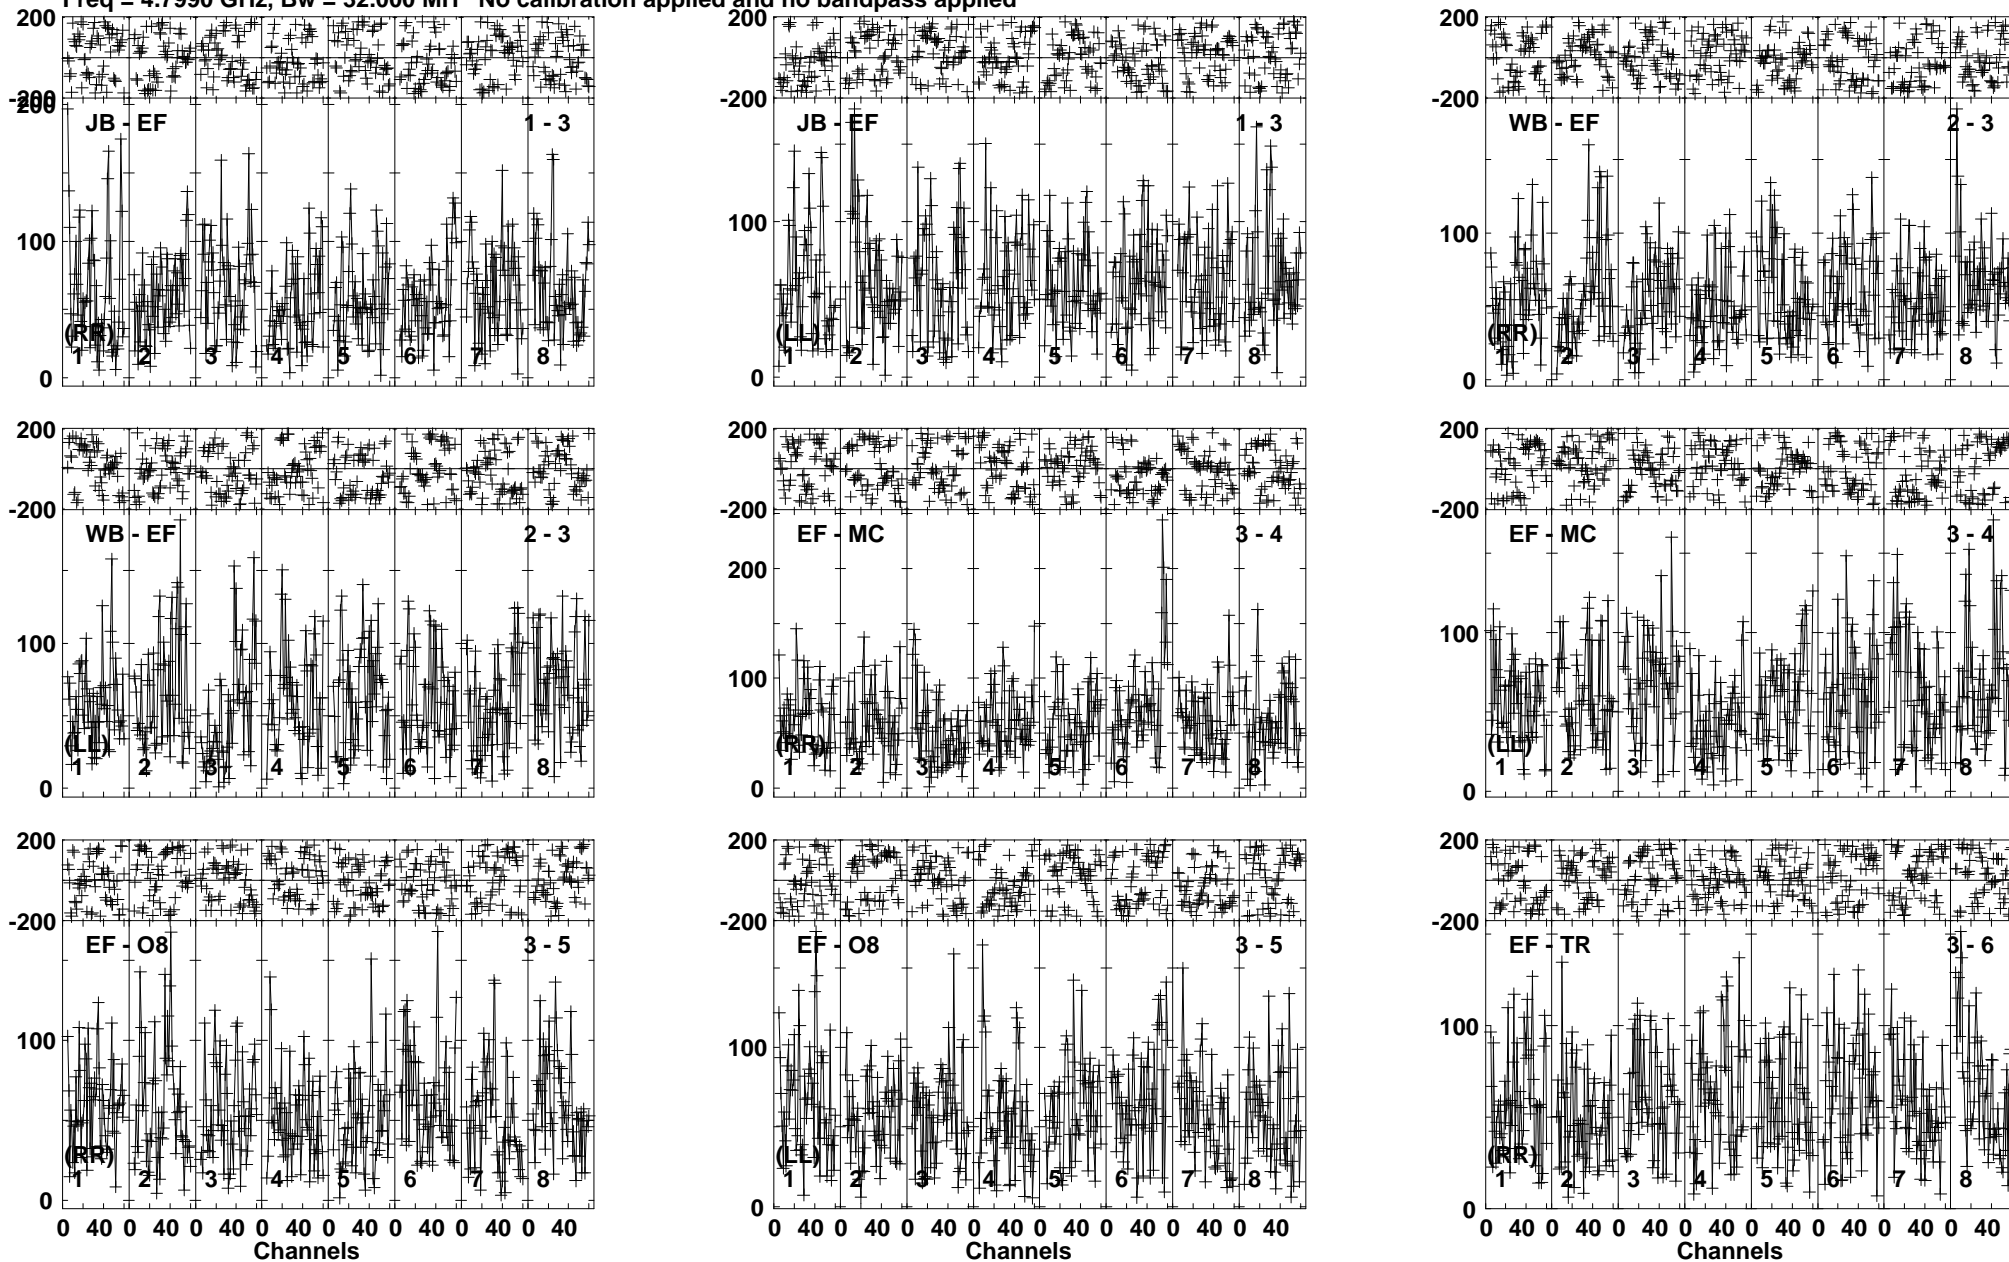 Freq = 4.7990 GHz, Bw = 32.000 MH No calibration applied and no bandpass applied
200 200 200
-200 -200 -200
200
JB - EF 1 - 3 JB - EF 1 - 3 WB - EF 2 - 3
100 100 100
(RR) (LL) (RR)
1 2 3 4 5 6 7 8 1 2 3 4 5 6 7 8 1 2 3 4 5 6 7 8
0 0 0
200 200 200
-200 -200 -200
WB - EF 2 - 3 EF - MC 3 - 4 EF - MC 3 - 4
200
100 100 100
(LL) (RR) (LL)
1 2 3 4 5 6 7 8 1 2 3 4 5 6 7 8 1 2 3 4 5 6 7 8
0 0 0
200 200 200
-200 -200 -200
EF - O8 3 - 5 EF - O8 3 - 5 EF - TR 3 - 6
100 100 100
(RR) (LL) (RR)
1 2 3 4 5 6 7 8 1 2 3 4 5 6 7 8 1 2 3 4 5 6 7 8
0 0 0
0 40 0 40 0 40 0 40 0 40 0 40 0 40 0 40 0 40 0 40 0 40 0 40 0 40 0 40 0 40 0 40 0 40 0 40 0 40 0 40 0 40 0 40 0 40 0 40
Channels Channels Channels